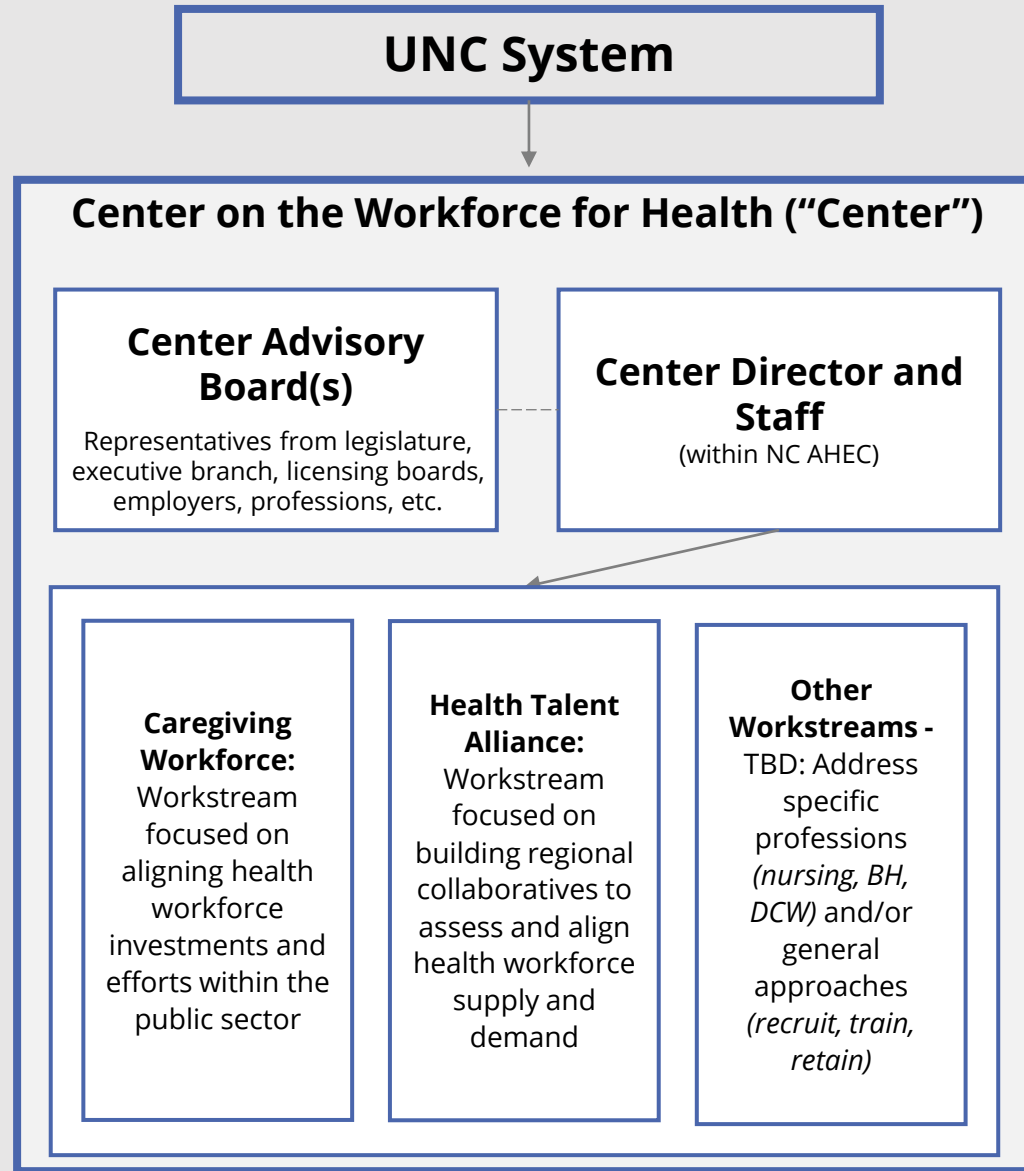 UNC System
Center on the Workforce for Health (“Center”)
Center Advisory
Board(s)
Representatives from legislature,
executive branch, licensing boards,
employers, professions, etc.
Center Director and
Staff
(within NC AHEC)
Caregiving
Workforce:
Workstream
focused on
aligning health
workforce
investments and
efforts within the
public sector
Health Talent
Alliance:
Workstream
focused on
building regional
collaboratives to
assess and align
health workforce
supply and
demand
Other
Workstreams -
TBD: Address
specific
professions
(nursing, BH,
DCW) and/or
general
approaches
(recruit, train,
retain)